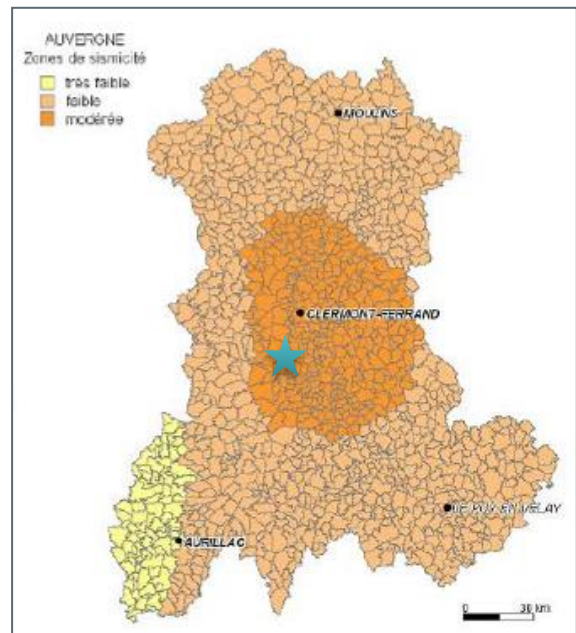 AUVERGNE
Zones de sismicité
très faible
faible
modérée
MOULINS
CLERMONT-FERRAND
LE PUY-EN-VELAY
AURILLAC
0 30 km